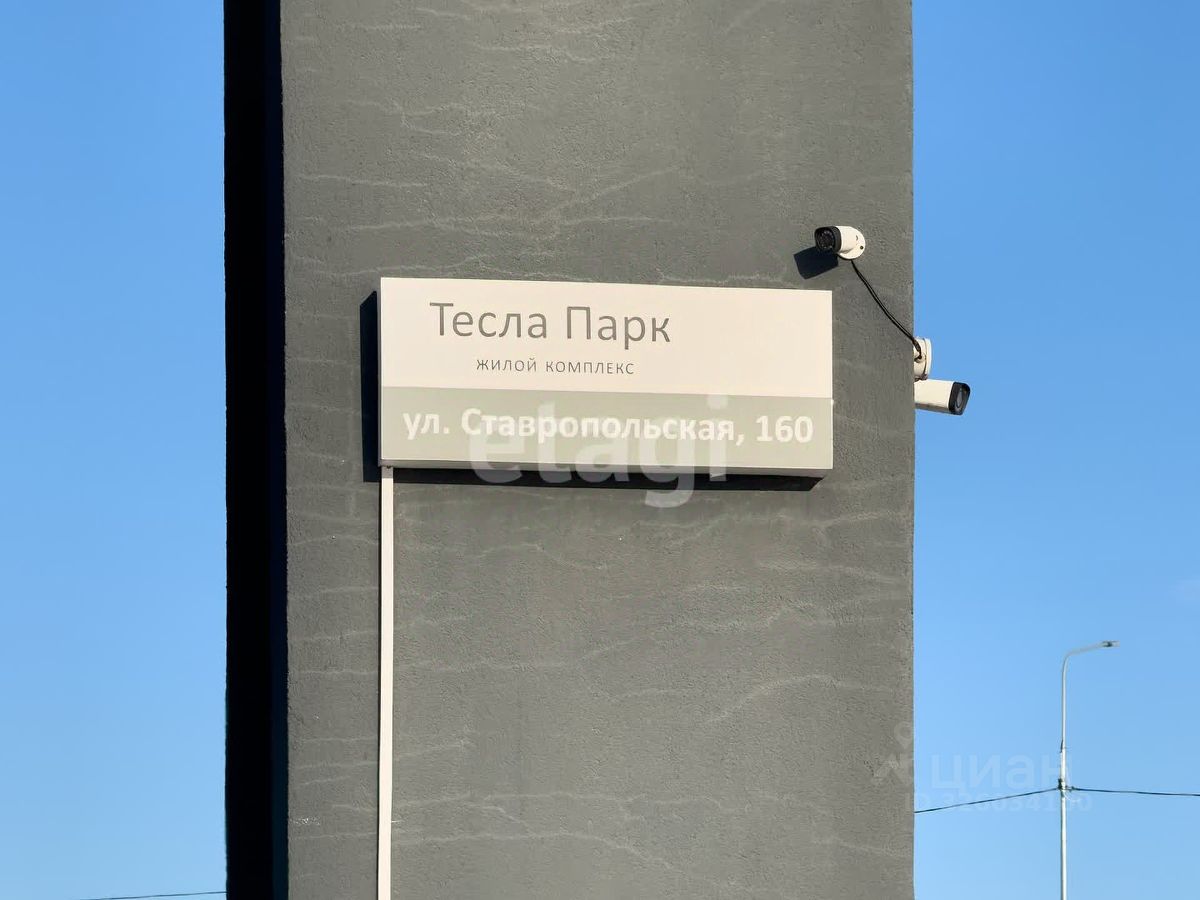 Тесла Парк
жилой комплекс
ул. Ставропольская, 160
etagi
циан